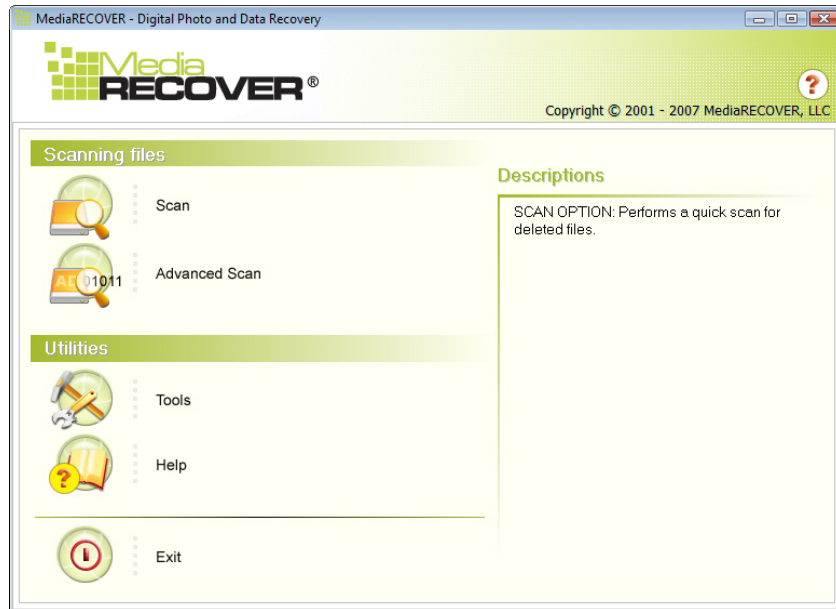 MediaRECOVER - Digital Photo and Data Recovery
Media
RECOVER®
?
Copyright © 2001 - 2007 MediaRECOVER, LLC
Scanning files
Scan
AD01011
Advanced Scan
Descriptions
SCAN OPTION: Performs a quick scan for
deleted files.
Utilities
Tools
?
Help
Exit